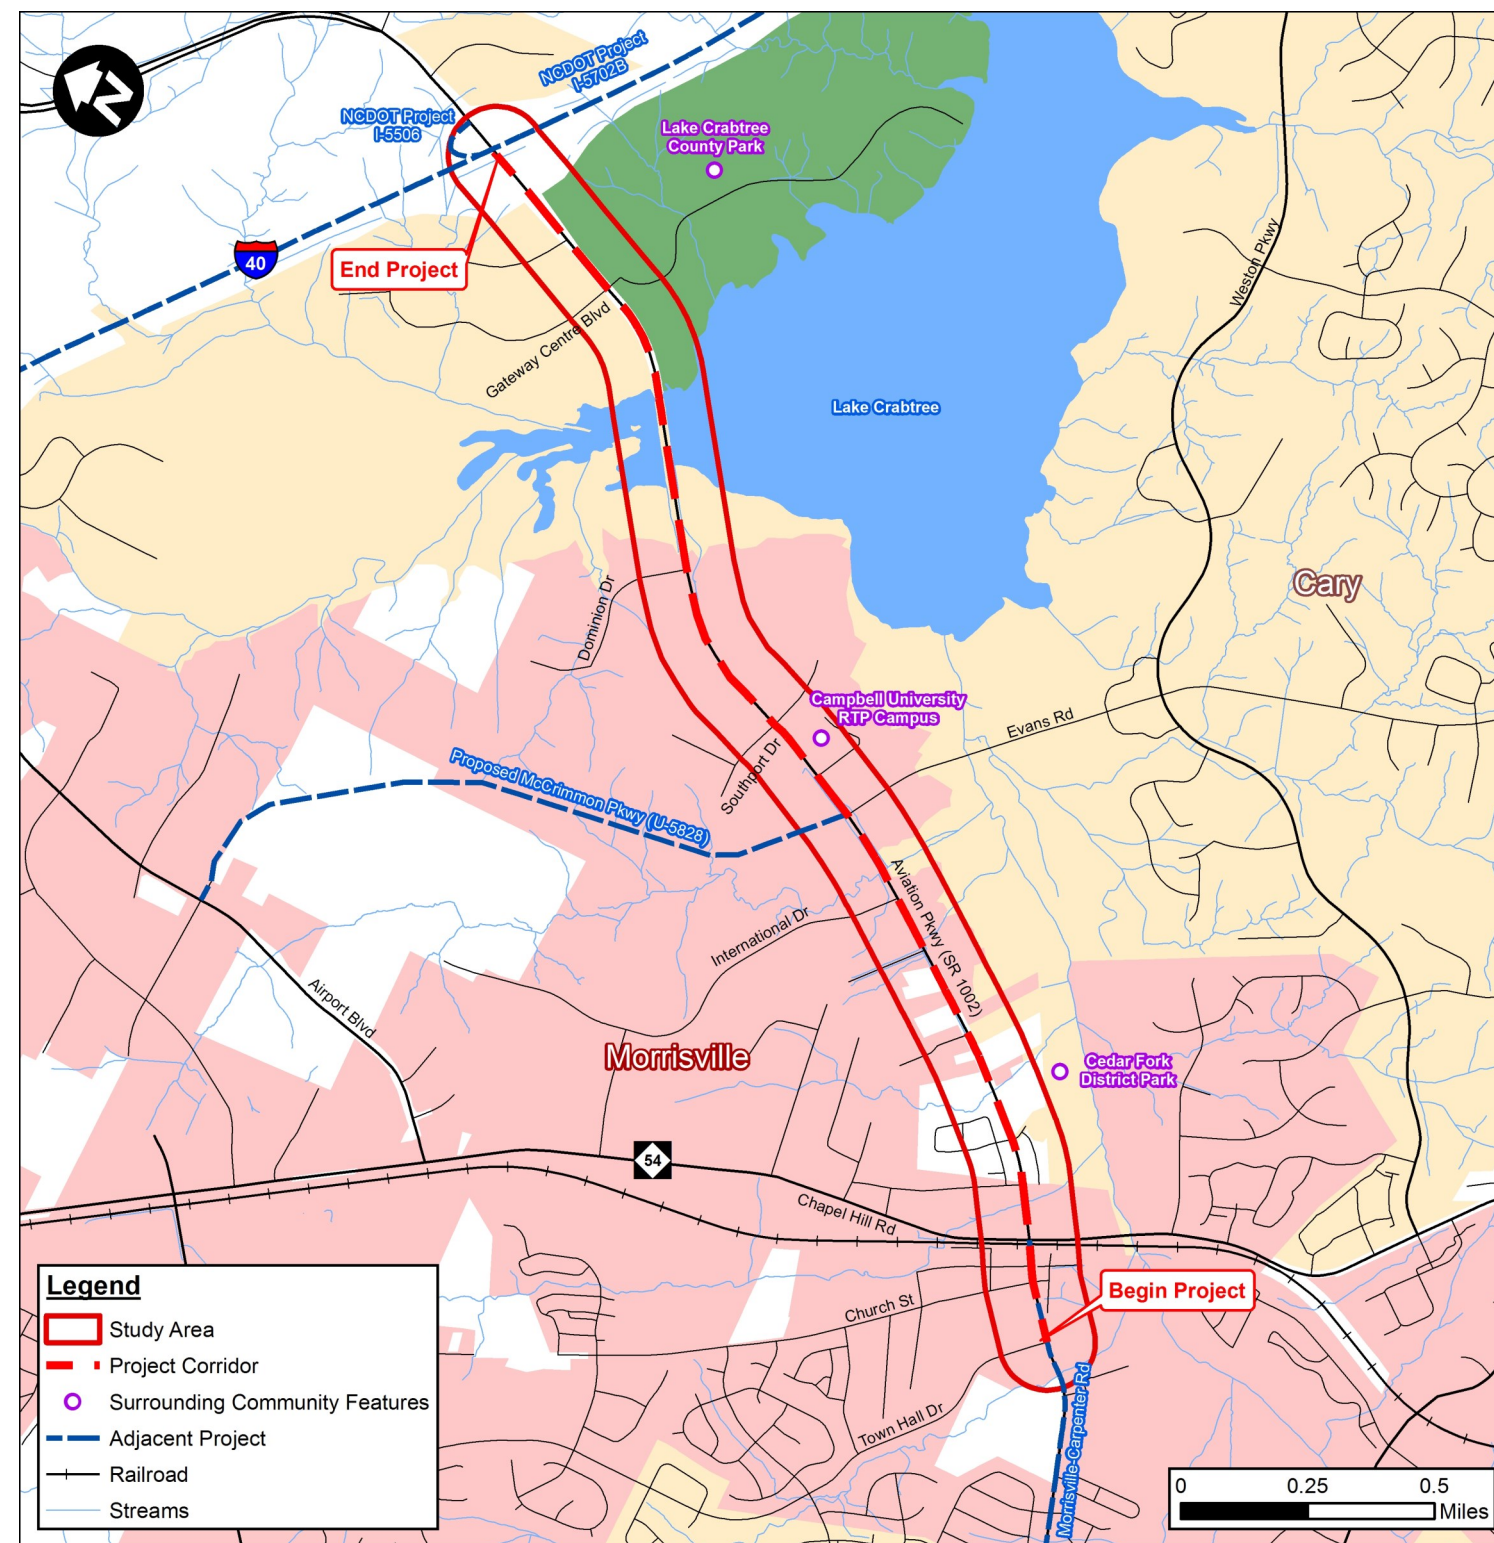 N
NCDOT Project
I-5702B
NCDOT Project
I-5506
Lake Crabtree
County Park
40
End Project
Weston Pkwy
Gateway Centre Blvd
Lake Crabtree
Cary
Dominion Dr
Campbell University
RTP Campus
Evans Rd
Southport Dr
Proposed McCrimmon Pkwy (U-5828)
Aviation Pkwy (SR 1002)
International Dr
Airport Blvd
Morrisville
Cedar Fork
District Park
54
Chapel Hill Rd
Begin Project
Church St
Town Hall Dr
Morrisville-Carpenter Rd
Legend
Study Area
Project Corridor
Surrounding Community Features
Adjacent Project
Railroad
Streams
0 0.25 0.5
Miles